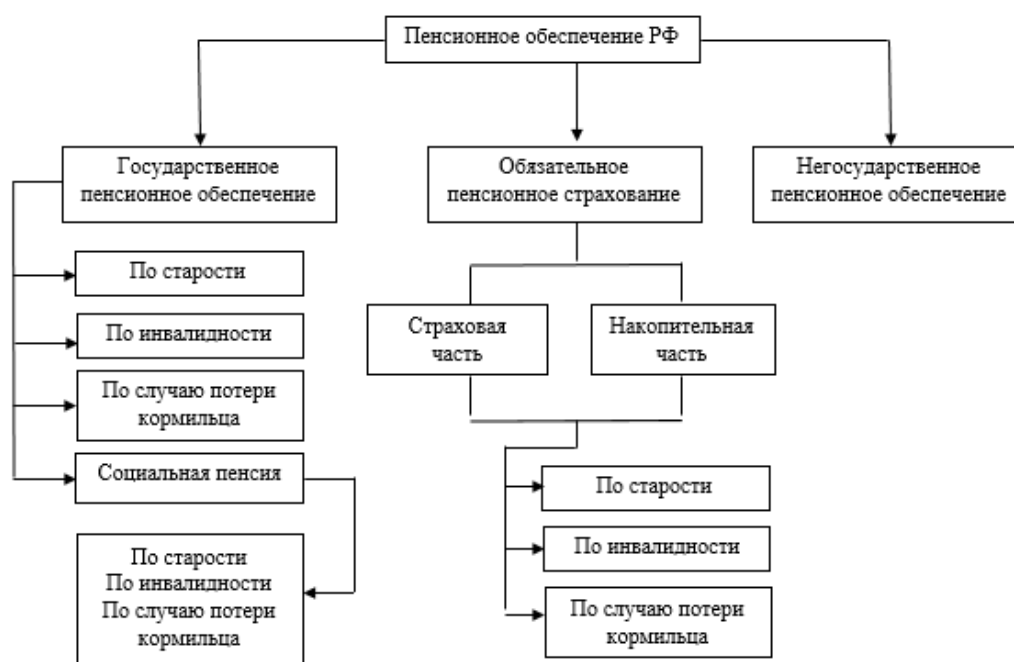 Пенсионное обеспечение РФ
Государственное
пенсионное обеспечение
Обязательное
пенсионное страхование
Негосударственное
пенсионное обеспечение
По старости
По инвалидности
По случаю потери
кормильца
Социальная пенсия
По старости
По инвалидности
По случаю потери
кормильца
Страховая
часть
Накопительная
часть
По старости
По инвалидности
По случаю потери
кормильца